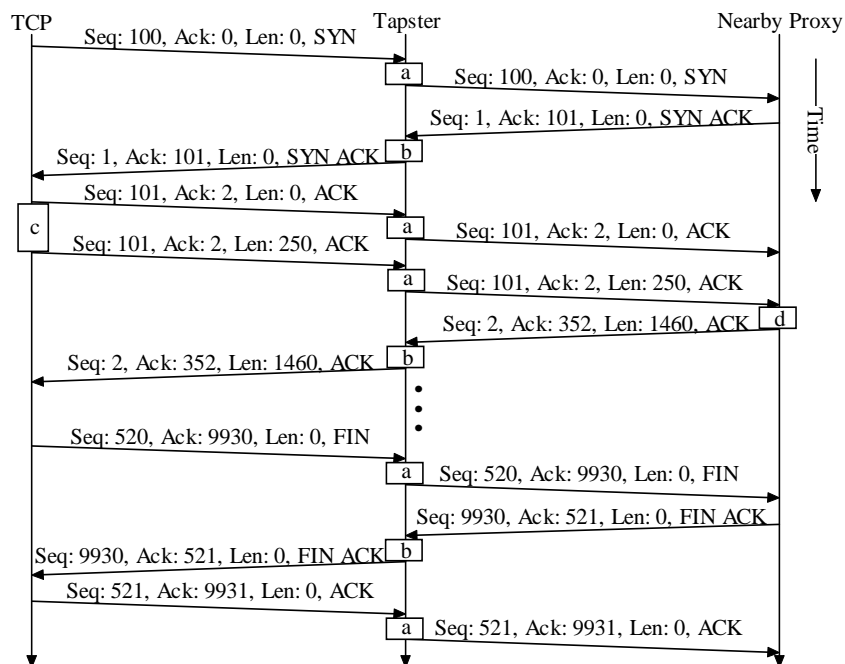 TCP
Tapster
Nearby Proxy
Seq: 100, Ack: 0, Len: 0, SYN
a
Seq: 100, Ack: 0, Len: 0, SYN
Time
Seq: 1, Ack: 101, Len: 0, SYN ACK
b
Seq: 1, Ack: 101, Len: 0, SYN ACK
Seq: 101, Ack: 2, Len: 0, ACK
c
a
Seq: 101, Ack: 2, Len: 0, ACK
Seq: 101, Ack: 2, Len: 250, ACK
a
Seq: 101, Ack: 2, Len: 250, ACK
d
Seq: 2, Ack: 352, Len: 1460, ACK
b
Seq: 2, Ack: 352, Len: 1460, ACK
Seq: 520, Ack: 9930, Len: 0, FIN
a
Seq: 520, Ack: 9930, Len: 0, FIN
Seq: 9930, Ack: 521, Len: 0, FIN ACK
b
Seq: 9930, Ack: 521, Len: 0, FIN ACK
Seq: 521, Ack: 9931, Len: 0, ACK
a
Seq: 521, Ack: 9931, Len: 0, ACK